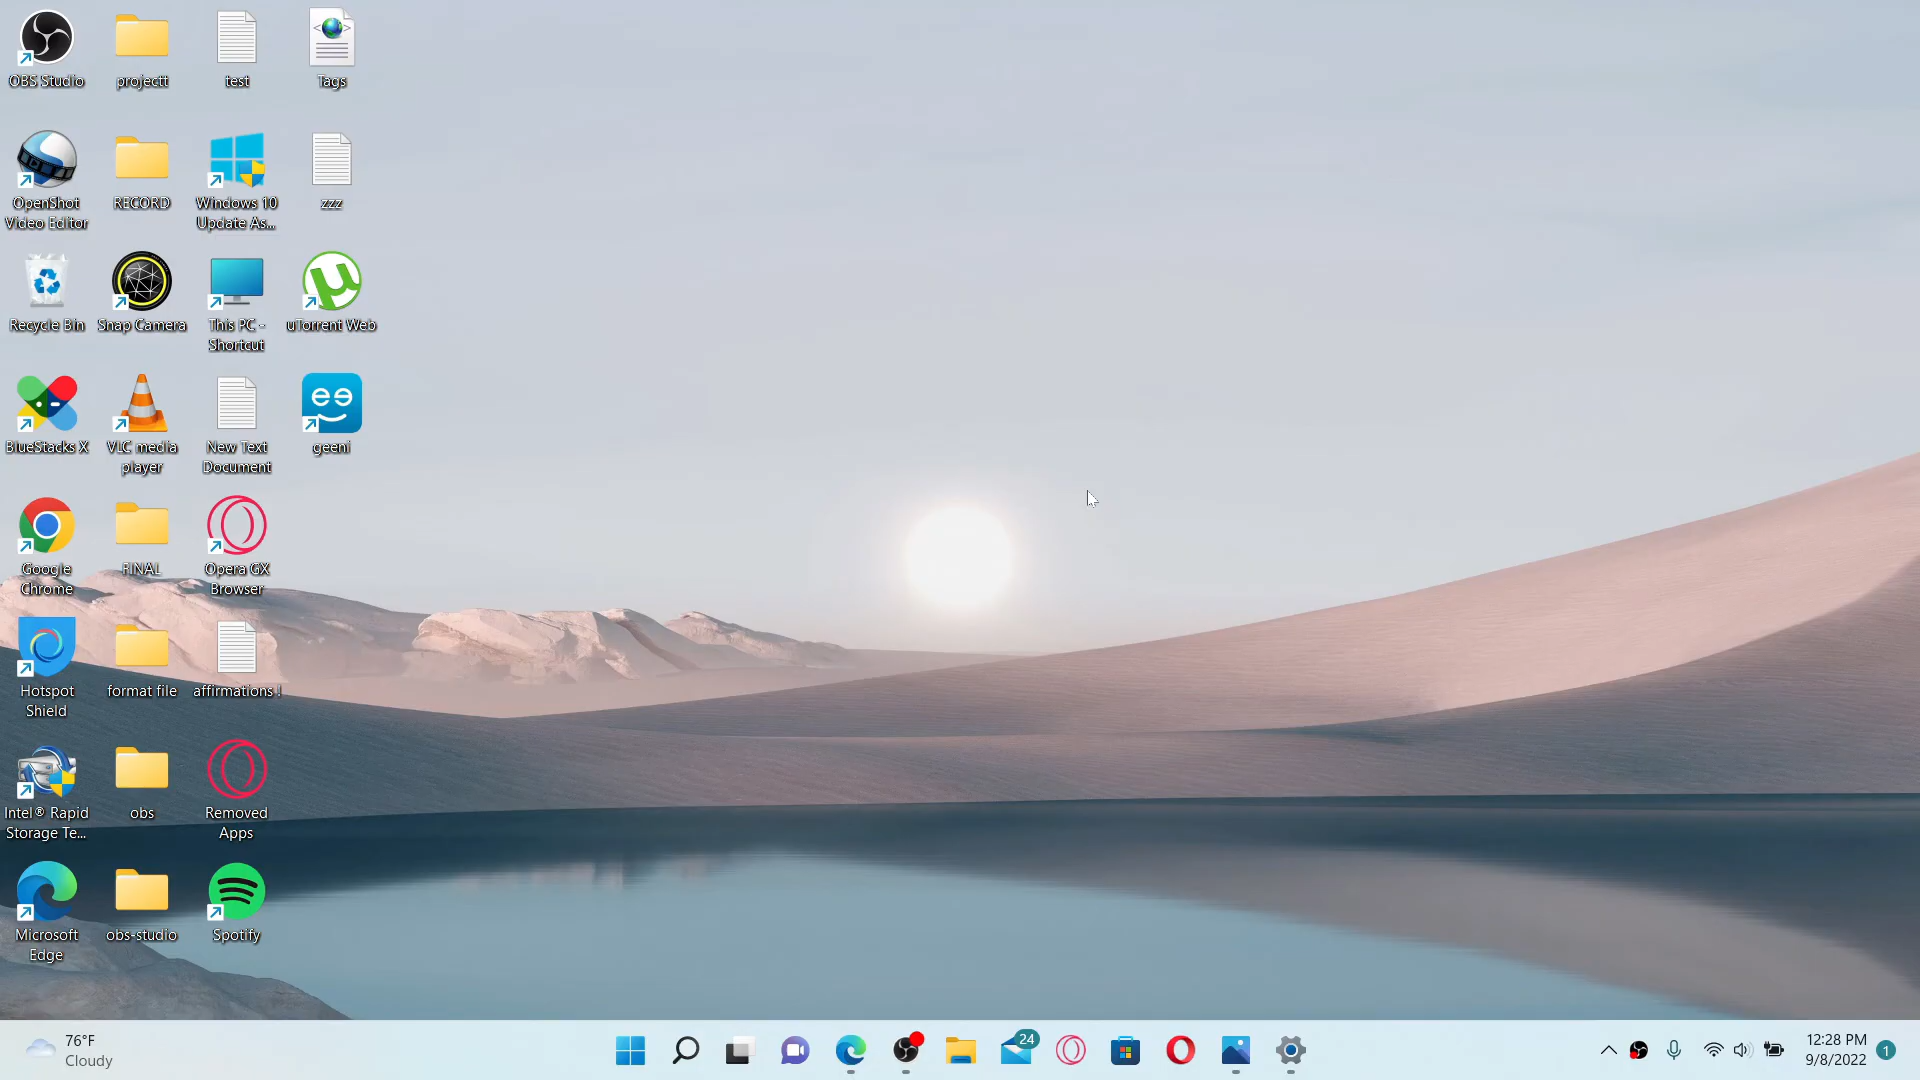 OBS Studio
projectt
test
Tags
OpenShot
Video Editor
RECORD
Windows 10
Update As...
zzz
Recycle Bin
Snap Camera
This PC -
Shortcut
uTorrent Web
BlueStacks X
VLC media
player
New Text
Document
geeni
Google
Chrome
FINAL
Opera GX
Browser
Hotspot
Shield
format file
affirmations !
Intel® Rapid
Storage Te...
obs
Removed
Apps
Microsoft
Edge
obs-studio
Spotify
76°F
Cloudy
24
12:28 PM
9/8/2022
1